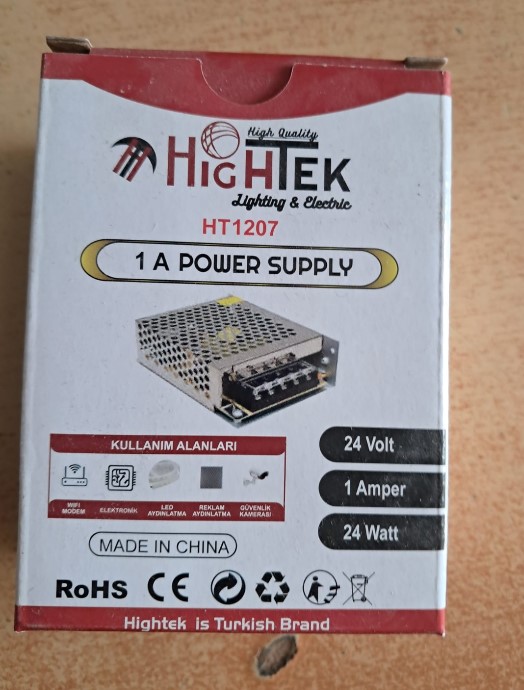 High Quality
HIGHTEK
Lighting & Electric
HT1207
1 A POWER SUPPLY
KULLANIM ALANLARI
WIFI MODEM
ELEKTRONİK
LED AYDINLATMA
REKLAM AYDINLATMA
GÜVENLİK KAMERASI
24 Volt
1 Amper
24 Watt
MADE IN CHINA
RoHS CE
Hightek is Turkish Brand